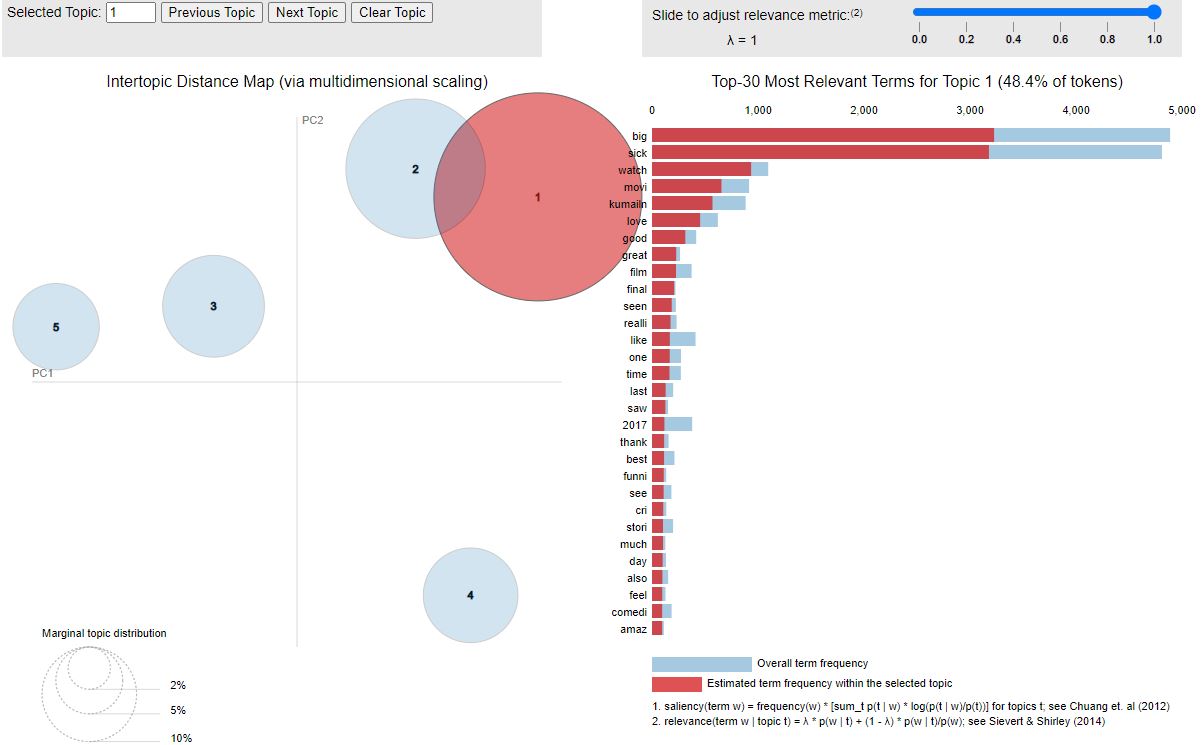 Selected Topic: 1 Previous Topic Next Topic Clear Topic
Slide to adjust relevance metric:(2)
λ = 1
0.0 0.2 0.4 0.6 0.8 1.0
Intertopic Distance Map (via multidimensional scaling)
PC2
2
1
3
5
PC1
4
Marginal topic distribution
2%
5%
10%
Top-30 Most Relevant Terms for Topic 1 (48.4% of tokens)
0 1,000 2,000 3,000 4,000 5,000
big
sick
watch
movi
kumailn
love
good
great
film
final
seen
realli
like
one
time
last
saw
2017
thank
best
funni
see
cri
stori
much
day
also
feel
comedi
amaz
Overall term frequency
Estimated term frequency within the selected topic
1. saliency(term w) = frequency(w) * [sum_t p(t | w) * log(p(t | w)/p(t))] for topics t; see Chuang et. al (2012)
2. relevance(term w | topic t) = λ * p(w | t) + (1 - λ) * p(w | t)/p(w); see Sievert & Shirley (2014)